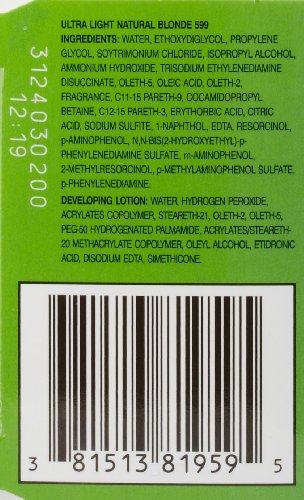 ULTRA LIGHT NATURAL BLONDE 599
INGREDIENTS: WATER, ETHOXYDIGLYCOL, PROPYLENE
GLYCOL, SOYTRIMONIUM CHLORIDE, ISOPROPYL ALCOHOL,
AMMONIUM HYDROXIDE, TRISODIUM ETHYLENEDIAMINE
DISUCCINATE, OLETH-5, OLEIC ACID, OLETH-2,
FRAGRANCE, C11-15 PARETH-9, COCAMIDOPROPYL
BETAINE, C12-15 PARETH-3, ERYTHORBIC ACID, CITRIC
ACID, SODIUM SULFITE, 1-NAPHTHOL, EDTA, RESORCINOL,
p-AMINOPHENOL, N,N-BIS(2-HYDROXYETHYL)-p-
PHENYLENEDIAMINE SULFATE, m-AMINOPHENOL,
2-METHYLRESORCINOL, p-METHYLAMINOPHENOL SULFATE,
p-PHENYLENEDIAMINE.
DEVELOPING LOTION: WATER, HYDROGEN PEROXIDE,
ACRYLATES COPOLYMER, STEARETH-21, OLETH-2, OLETH-5,
PEG-50 HYDROGENATED PALMAMIDE, ACRYLATES/STEARETH-
20 METHACRYLATE COPOLYMER, OLEYL ALCOHOL, ETIDRONIC
ACID, DISODIUM EDTA, SIMETHICONE.
3124030200
12:19
3 81513 81959 5